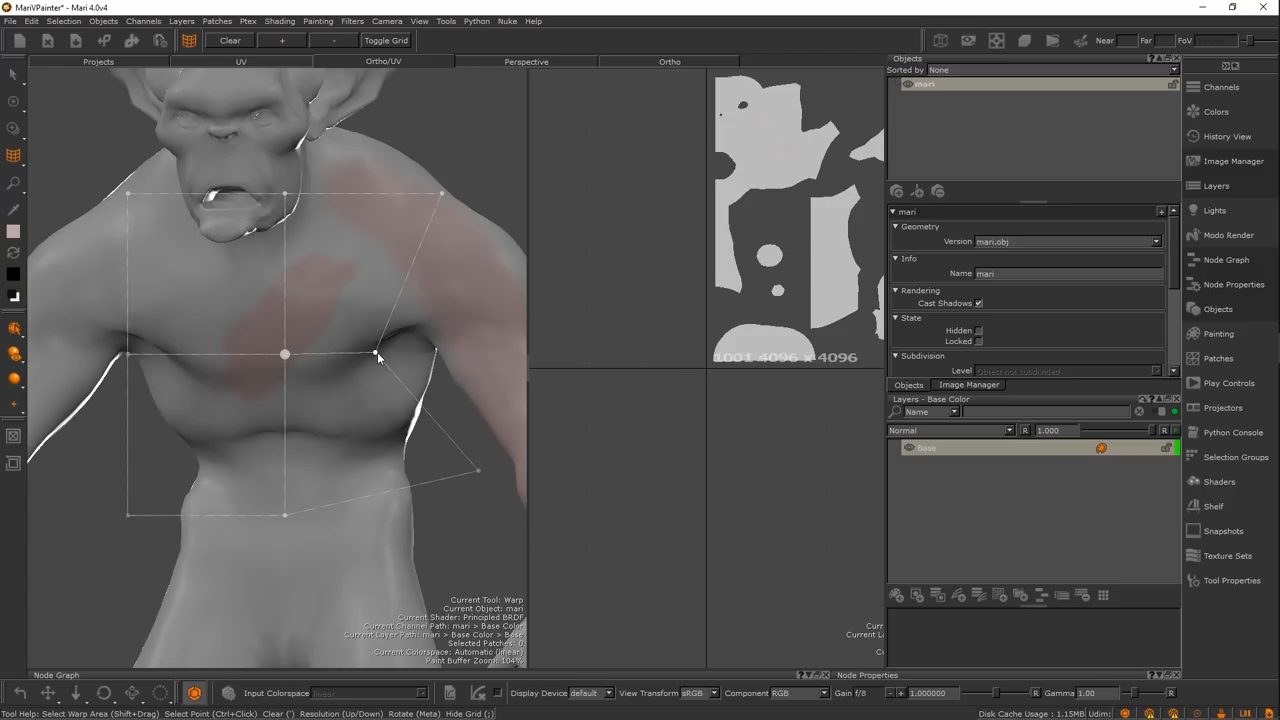 MariVPainter* - Mari 4.0v4
File Edit Selection Objects Channels Layers Patches Ptex Shading Painting Filters Camera View Tools Python Nuke Help
Clear + - Toggle Grid Near Far FoV
Projects UV Ortho/UV Perspective Ortho
Objects
Sorted by None
mari
mari
Geometry
Version mari.obj
Info
Name mari
Rendering
Cast Shadows
State
Hidden
Locked
Subdivision
Level Object not subdivided
Objects Image Manager
Layers - Base Color
Name
Normal R 1.000 R
Base
Channels
Colors
History View
Image Manager
Layers
Lights
Modo Render
Node Graph
Node Properties
Objects
Painting
Patches
Play Controls
Projectors
Python Console
Selection Groups
Shaders
Shelf
Snapshots
Texture Sets
Tool Properties
1001 4096 x 4096
Current Tool: Warp
Current Object: mari
Current Shader: Principled BRDF
Current Channel Path: mari > Base Color
Current Layer Path: mari > Base Color > Base
Selected Patches: 0
Current Colorspace: Automatic (linear)
Paint Buffer Zoom: 104%
Cu
Curre
Current La
Cu
Node Graph Node Properties
Input Colorspace linear Display Device default View Transform sRGB Component RGB Gain f/8 - + 1.000000 R Gamma 1.00 R
Tool Help: Select Warp Area (Shift+Drag) Select Point (Ctrl+Click) Clear (') Resolution (Up/Down) Rotate (Meta) Hide Grid (;) Disk Cache Usage : 1.15MB Udim: